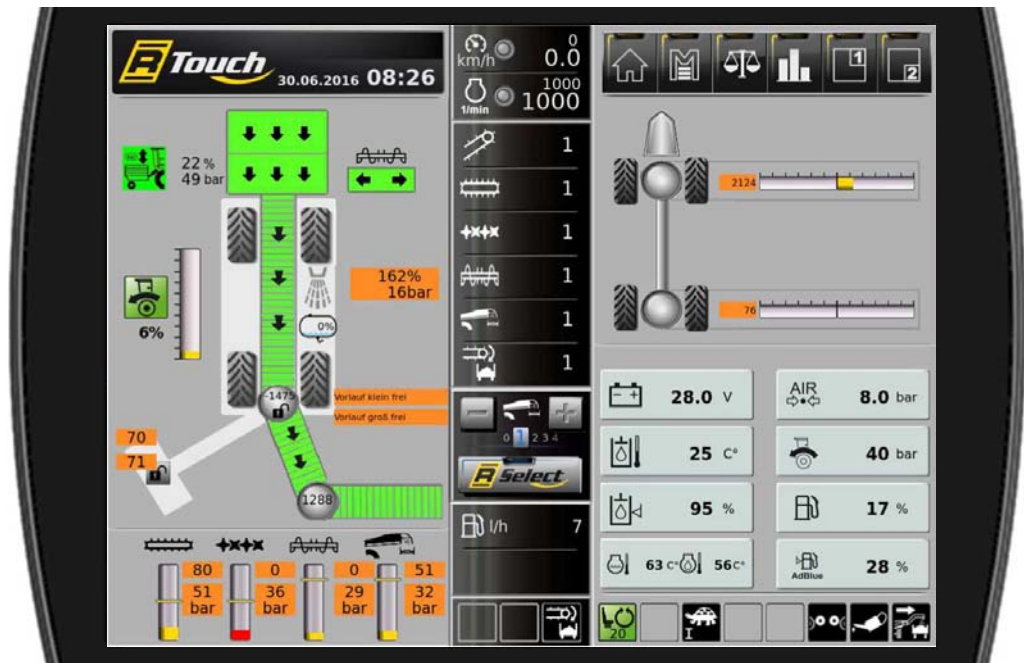 R Touch 30.06.2016 08:26
22 %
49 bar
162%
16bar
6%
0%
-1475
Vorlauf klein frei
Vorlauf groß frei
70
71
1288
80 0 0 51
51 36 29 32
bar bar bar bar
0
km/h 0.0
1000
1/min 1000
1
1
1
1
1
1
0 1 2 3 4
R Select
l/h 7
1
2
2124
76
28.0 V
AIR 8.0 bar
25 C°
40 bar
95 %
17 %
63 C° 56C°
AdBlue 28 %
20
I